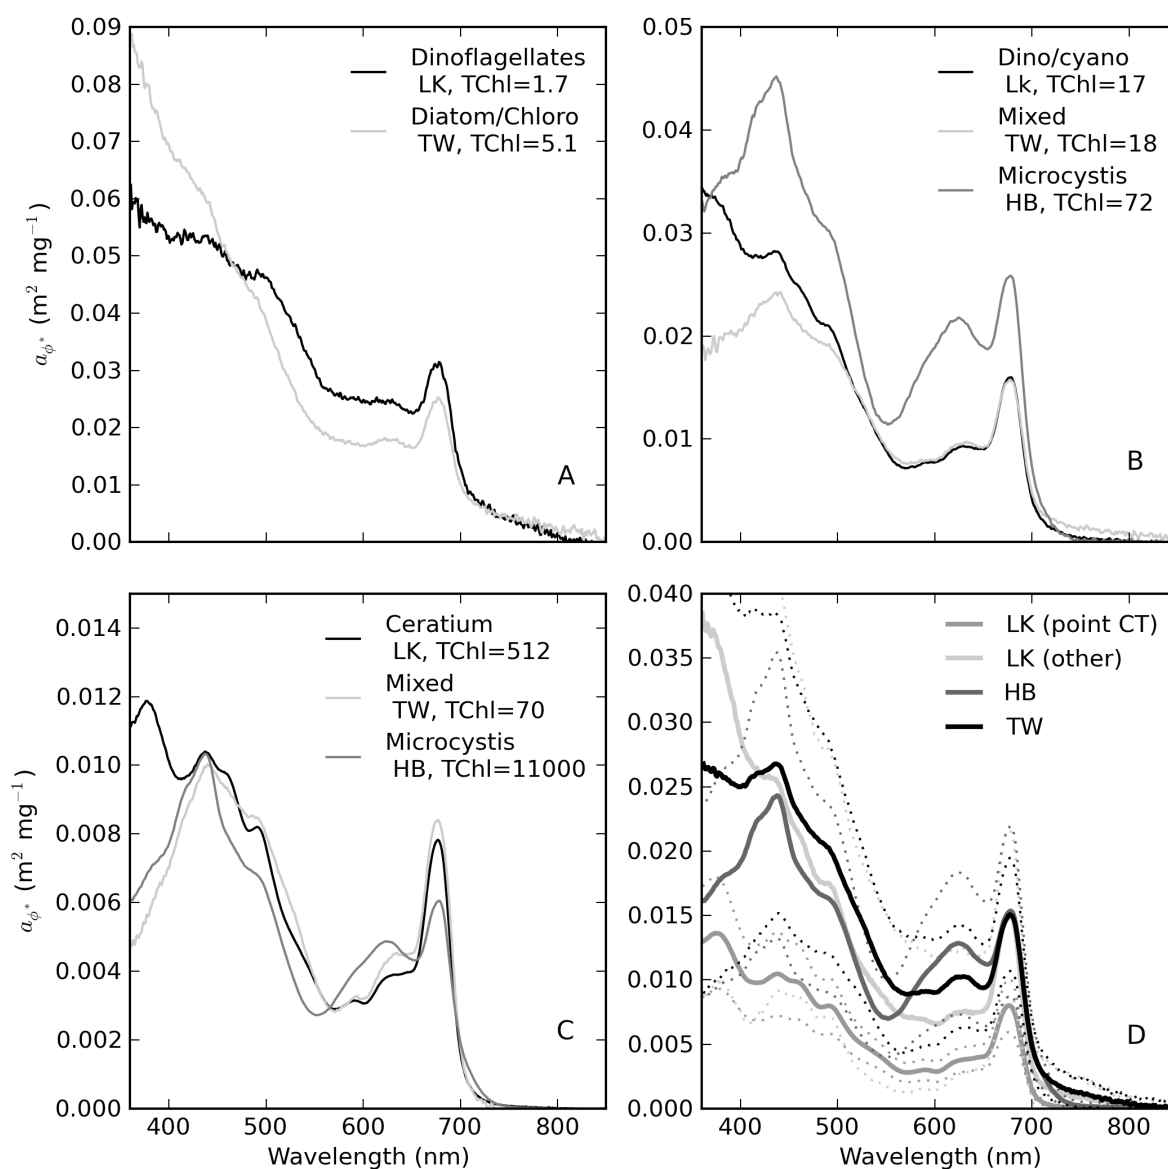 0.09
0.08
0.07
0.06
0.05
0.04
0.03
0.02
0.01
0.00
a_ϕ* (m² mg⁻¹)
Dinoflagellates
LK, TChl=1.7
Diatom/Chloro
TW, TChl=5.1
A
0.05
0.04
0.03
0.02
0.01
0.00
Dino/cyano
Lk, TChl=17
Mixed
TW, TChl=18
Microcystis
HB, TChl=72
B
0.014
0.012
0.010
0.008
0.006
0.004
0.002
0.000
a_ϕ* (m² mg⁻¹)
Ceratium
LK, TChl=512
Mixed
TW, TChl=70
Microcystis
HB, TChl=11000
C
400 500 600 700 800
Wavelength (nm)
0.040
0.035
0.030
0.025
0.020
0.015
0.010
0.005
0.000
LK (point CT)
LK (other)
HB
TW
D
400 500 600 700 800
Wavelength (nm)